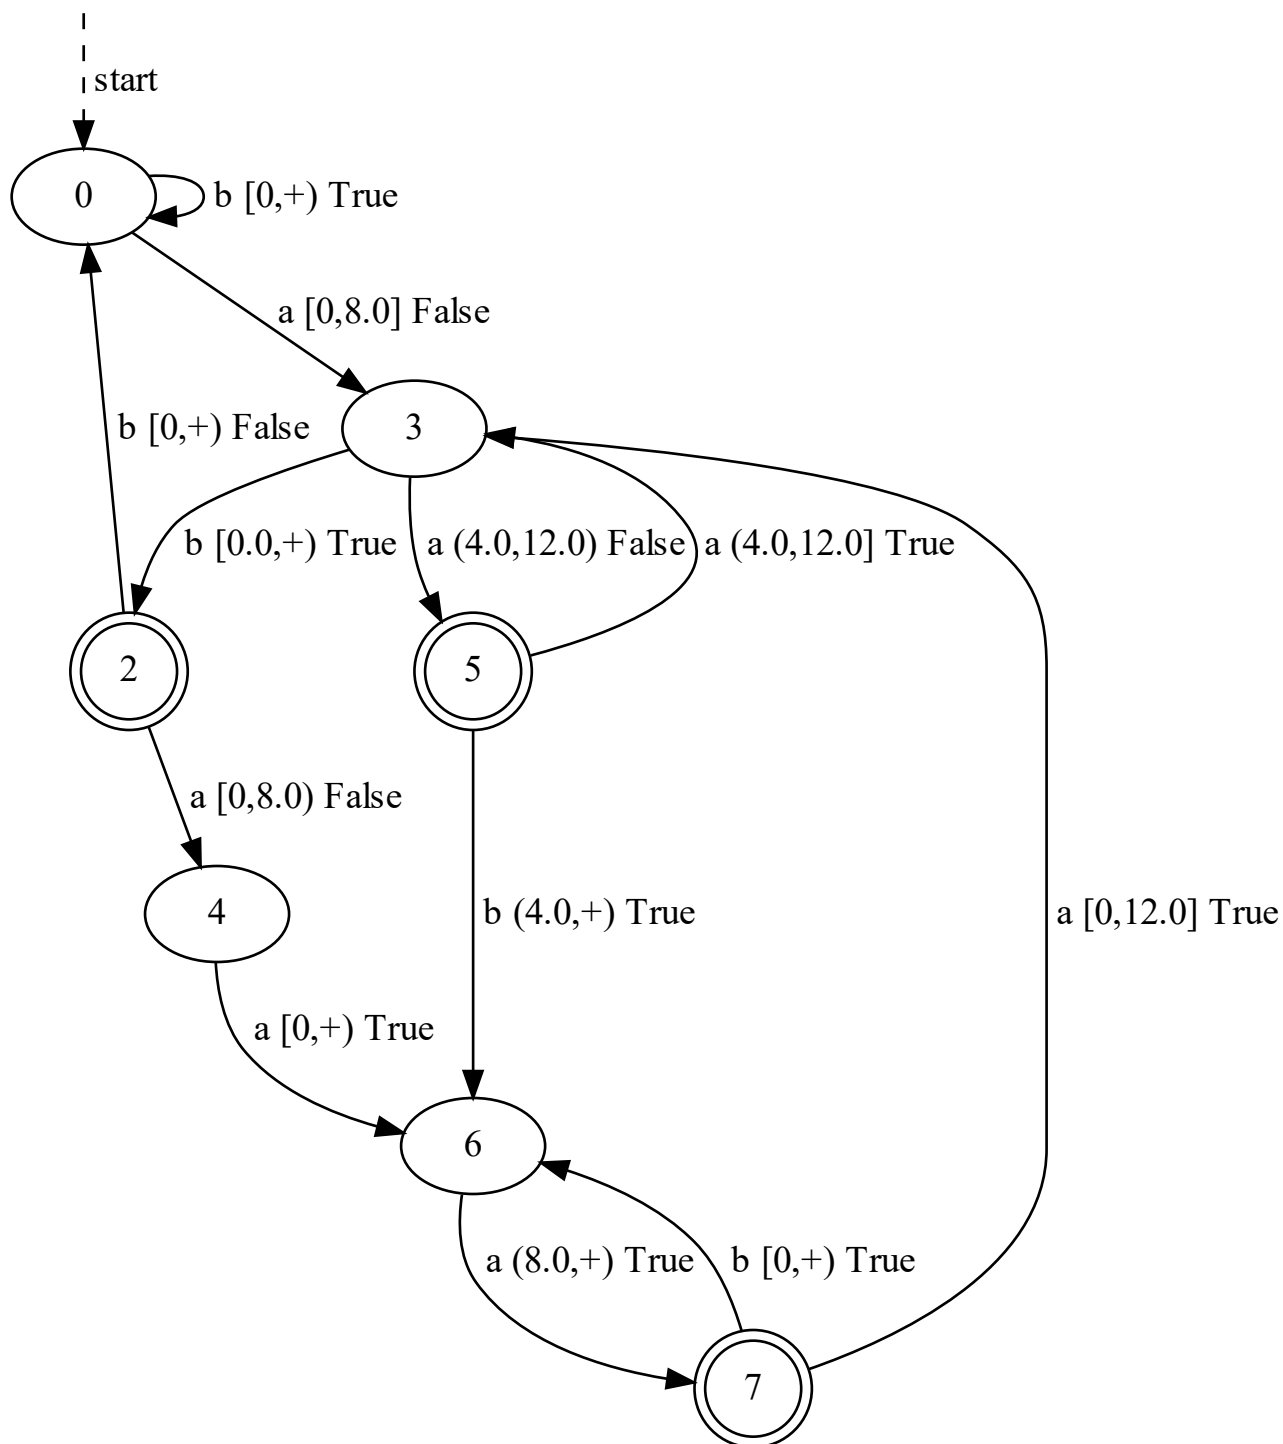 start
0
b [0,+) True
a [0,8.0] False
b [0,+) False
3
b [0.0,+) True
a (4.0,12.0) False
a (4.0,12.0] True
2
5
a [0,8.0) False
4
b (4.0,+) True
a [0,12.0] True
a [0,+) True
6
a (8.0,+) True
b [0,+) True
7